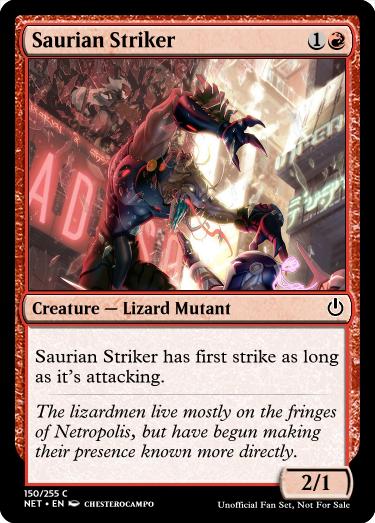 Saurian Striker 1
AD
Creature — Lizard Mutant
Saurian Striker has first strike as long
as it's attacking.
The lizardmen live mostly on the fringes
of Netropolis, but have begun making
their presence known more directly.
2/1
150/255 C
NET • EN CHESTEROCAMPO
Unofficial Fan Set, Not For Sale